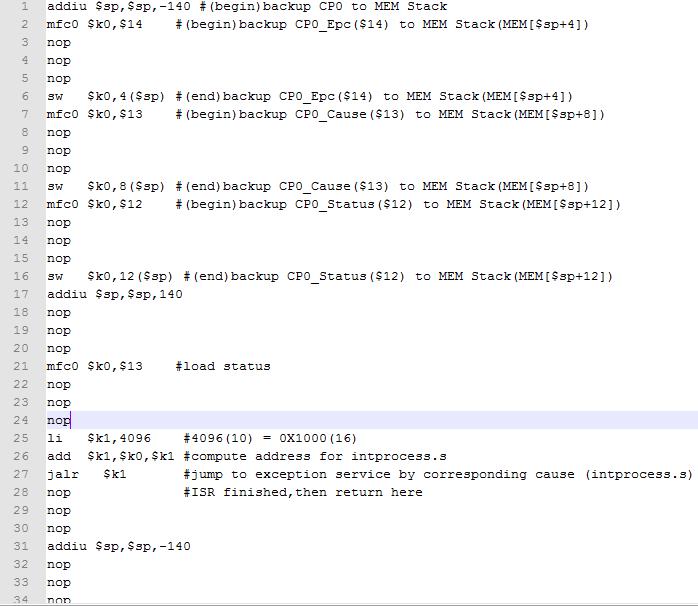 1 addiu $sp,$sp,-140 #(begin)backup CP0 to MEM Stack
2 mfc0 $k0,$14 #(begin)backup CP0_Epc($14) to MEM Stack(MEM[$sp+4])
3 nop
4 nop
5 nop
6 sw $k0,4($sp) #(end)backup CP0_Epc($14) to MEM Stack(MEM[$sp+4])
7 mfc0 $k0,$13 #(begin)backup CP0_Cause($13) to MEM Stack(MEM[$sp+8])
8 nop
9 nop
10 nop
11 sw $k0,8($sp) #(end)backup CP0_Cause($13) to MEM Stack(MEM[$sp+8])
12 mfc0 $k0,$12 #(begin)backup CP0_Status($12) to MEM Stack(MEM[$sp+12])
13 nop
14 nop
15 nop
16 sw $k0,12($sp) #(end)backup CP0_Status($12) to MEM Stack(MEM[$sp+12])
17 addiu $sp,$sp,140
18 nop
19 nop
20 nop
21 mfc0 $k0,$13 #load status
22 nop
23 nop
24 nop
25 li $k1,4096 #4096(10) = 0X1000(16)
26 add $k1,$k0,$k1 #compute address for intprocess.s
27 jalr $k1 #jump to exception service by corresponding cause (intprocess.s)
28 nop #ISR finished,then return here
29 nop
30 nop
31 addiu $sp,$sp,-140
32 nop
33 nop
34 nop